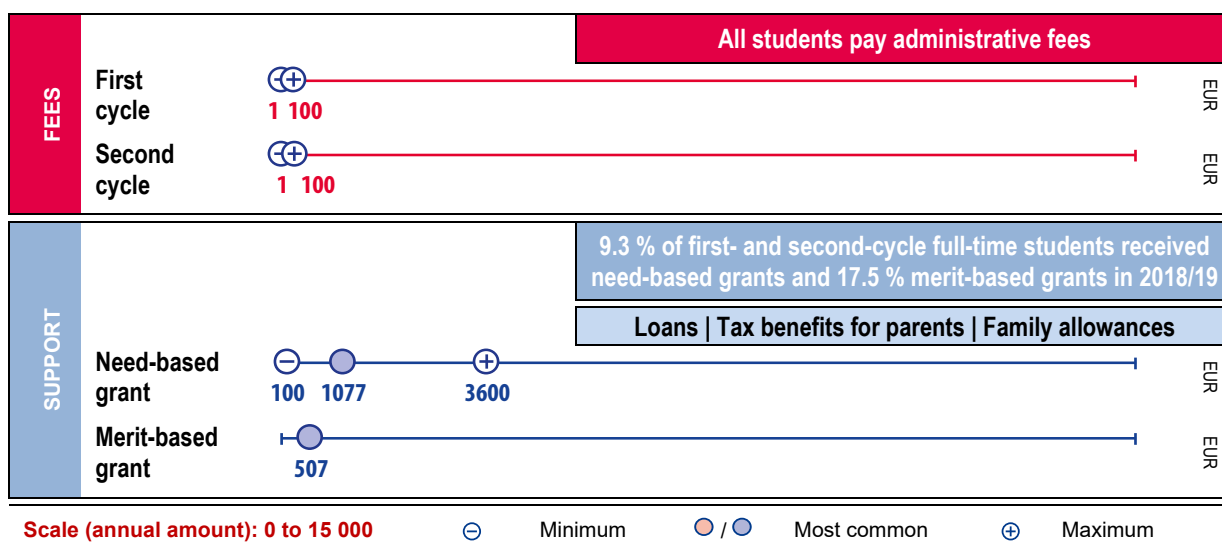 All students pay administrative fees
FEES
First
cycle
1 100
EUR
Second
cycle
1 100
EUR
9.3 % of first- and second-cycle full-time students received
need-based grants and 17.5 % merit-based grants in 2018/19
Loans | Tax benefits for parents | Family allowances
SUPPORT
Need-based
grant
100 1077 3600
EUR
Merit-based
grant
507
EUR
Scale (annual amount): 0 to 15 000 Minimum / Most common Maximum